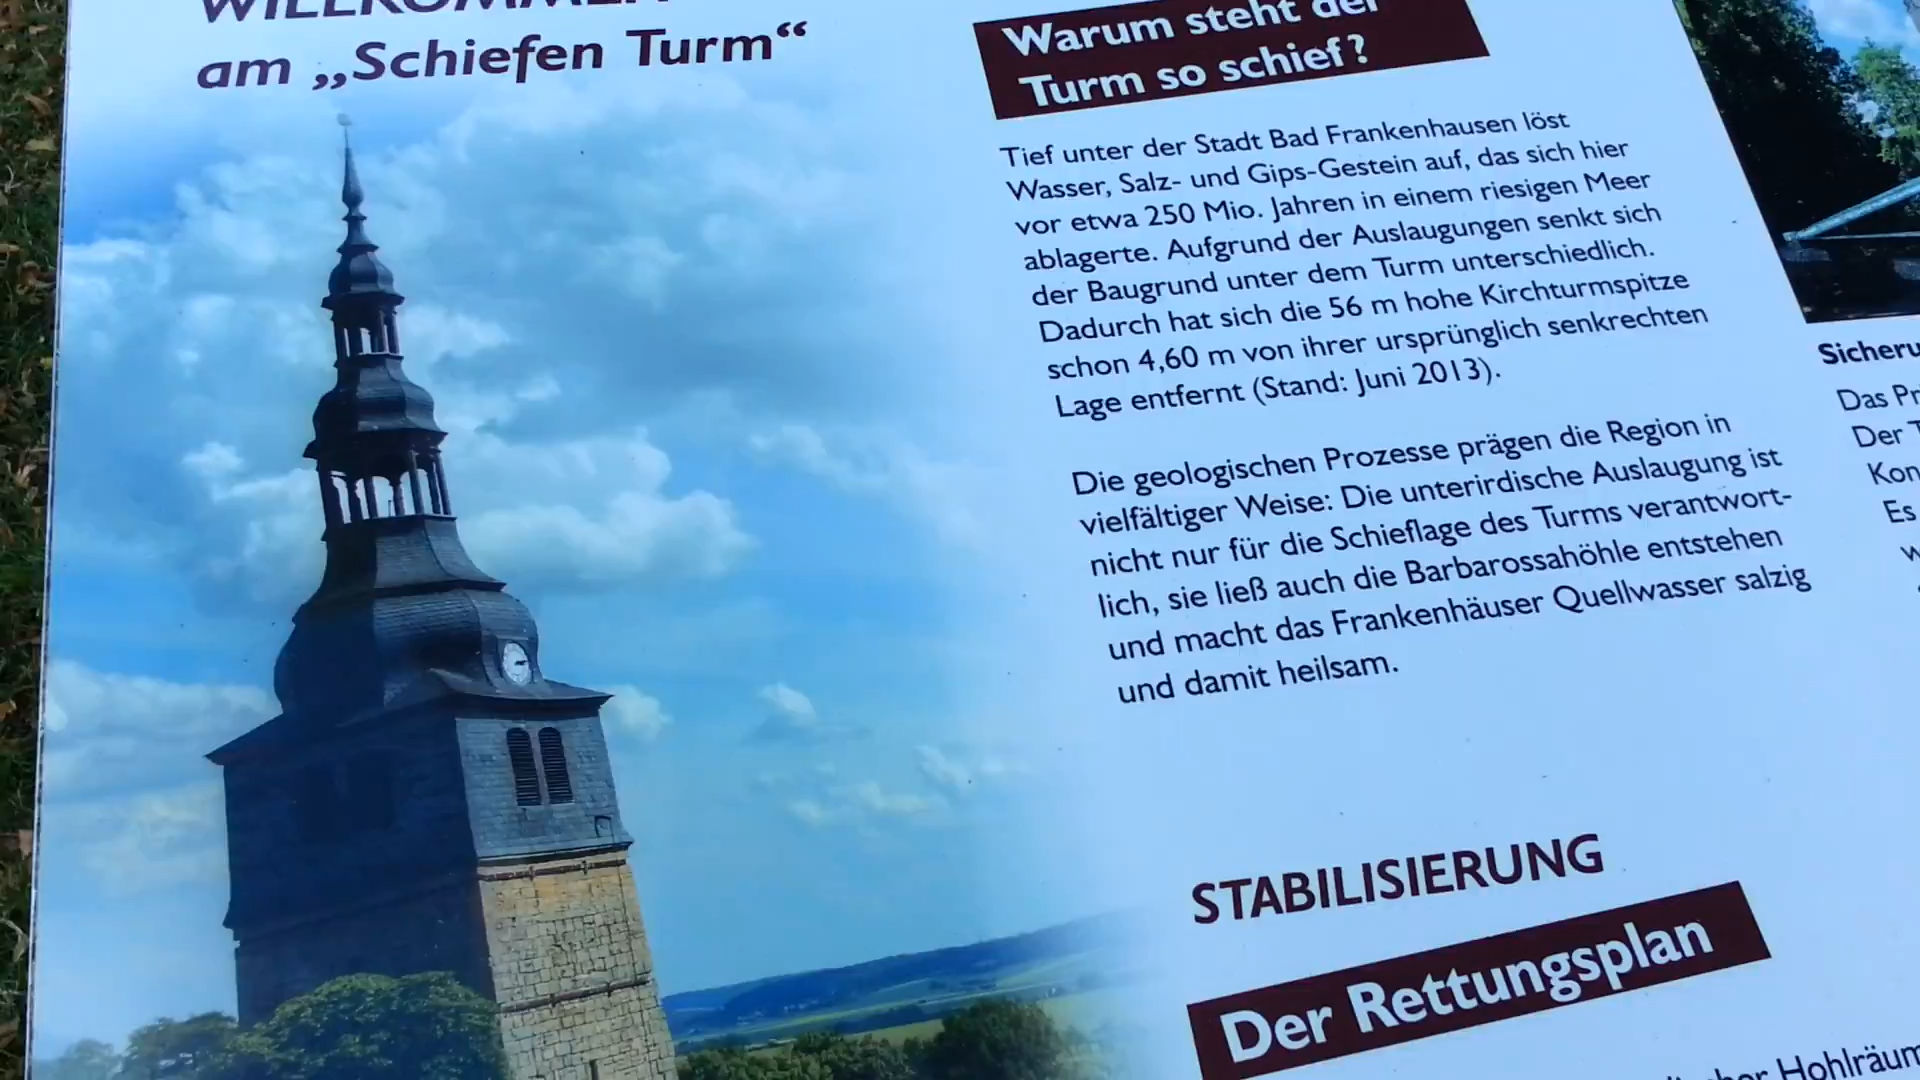 WILLKOMMEN
am „Schiefen Turm“
Warum steht der
Turm so schief?
Tief unter der Stadt Bad Frankenhausen löst
Wasser, Salz- und Gips-Gestein auf, das sich hier
vor etwa 250 Mio. Jahren in einem riesigen Meer
ablagerte. Aufgrund der Auslaugungen senkt sich
der Baugrund unter dem Turm unterschiedlich.
Dadurch hat sich die 56 m hohe Kirchturmspitze
schon 4,60 m von ihrer ursprünglich senkrechten
Lage entfernt (Stand: Juni 2013).
Die geologischen Prozesse prägen die Region in
vielfältiger Weise: Die unterirdische Auslaugung ist
nicht nur für die Schieflage des Turms verantwort-
lich, sie ließ auch die Barbarossahöhle entstehen
und macht das Frankenhäuser Quellwasser salzig
und damit heilsam.
STABILISIERUNG
Der Rettungsplan
Das
Der
Es